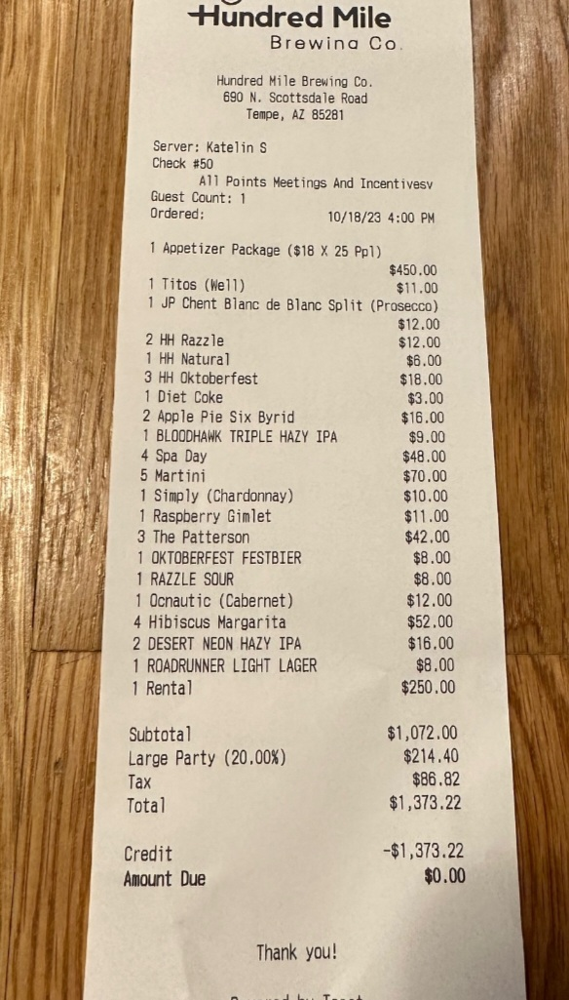 Hundred Mile
Brewing Co.
Hundred Mile Brewing Co.
690 N. Scottsdale Road
Tempe, AZ 85281
Server: Katelin S
Check #50
All Points Meetings And Incentivesv
Guest Count: 1
Ordered: 10/18/23 4:00 PM
1 Appetizer Package ($18 X 25 Ppl)
$450.00
1 Titos (Well) $11.00
1 JP Chent Blanc de Blanc Split (Prosecco)
$12.00
2 HH Razzle $12.00
1 HH Natural $6.00
3 HH Oktoberfest $18.00
1 Diet Coke $3.00
2 Apple Pie Six Byrid $16.00
1 BLOODHAWK TRIPLE HAZY IPA $9.00
4 Spa Day $48.00
5 Martini $70.00
1 Simply (Chardonnay) $10.00
1 Raspberry Gimlet $11.00
3 The Patterson $42.00
1 OKTOBERFEST FESTBIER $8.00
1 RAZZLE SOUR $8.00
1 Ocnautic (Cabernet) $12.00
4 Hibiscus Margarita $52.00
2 DESERT NEON HAZY IPA $16.00
1 ROADRUNNER LIGHT LAGER $8.00
1 Rental $250.00
Subtotal $1,072.00
Large Party (20.00%) $214.40
Tax $86.82
Total $1,373.22
Credit -$1,373.22
Amount Due $0.00
Thank you!
Powered by Toast